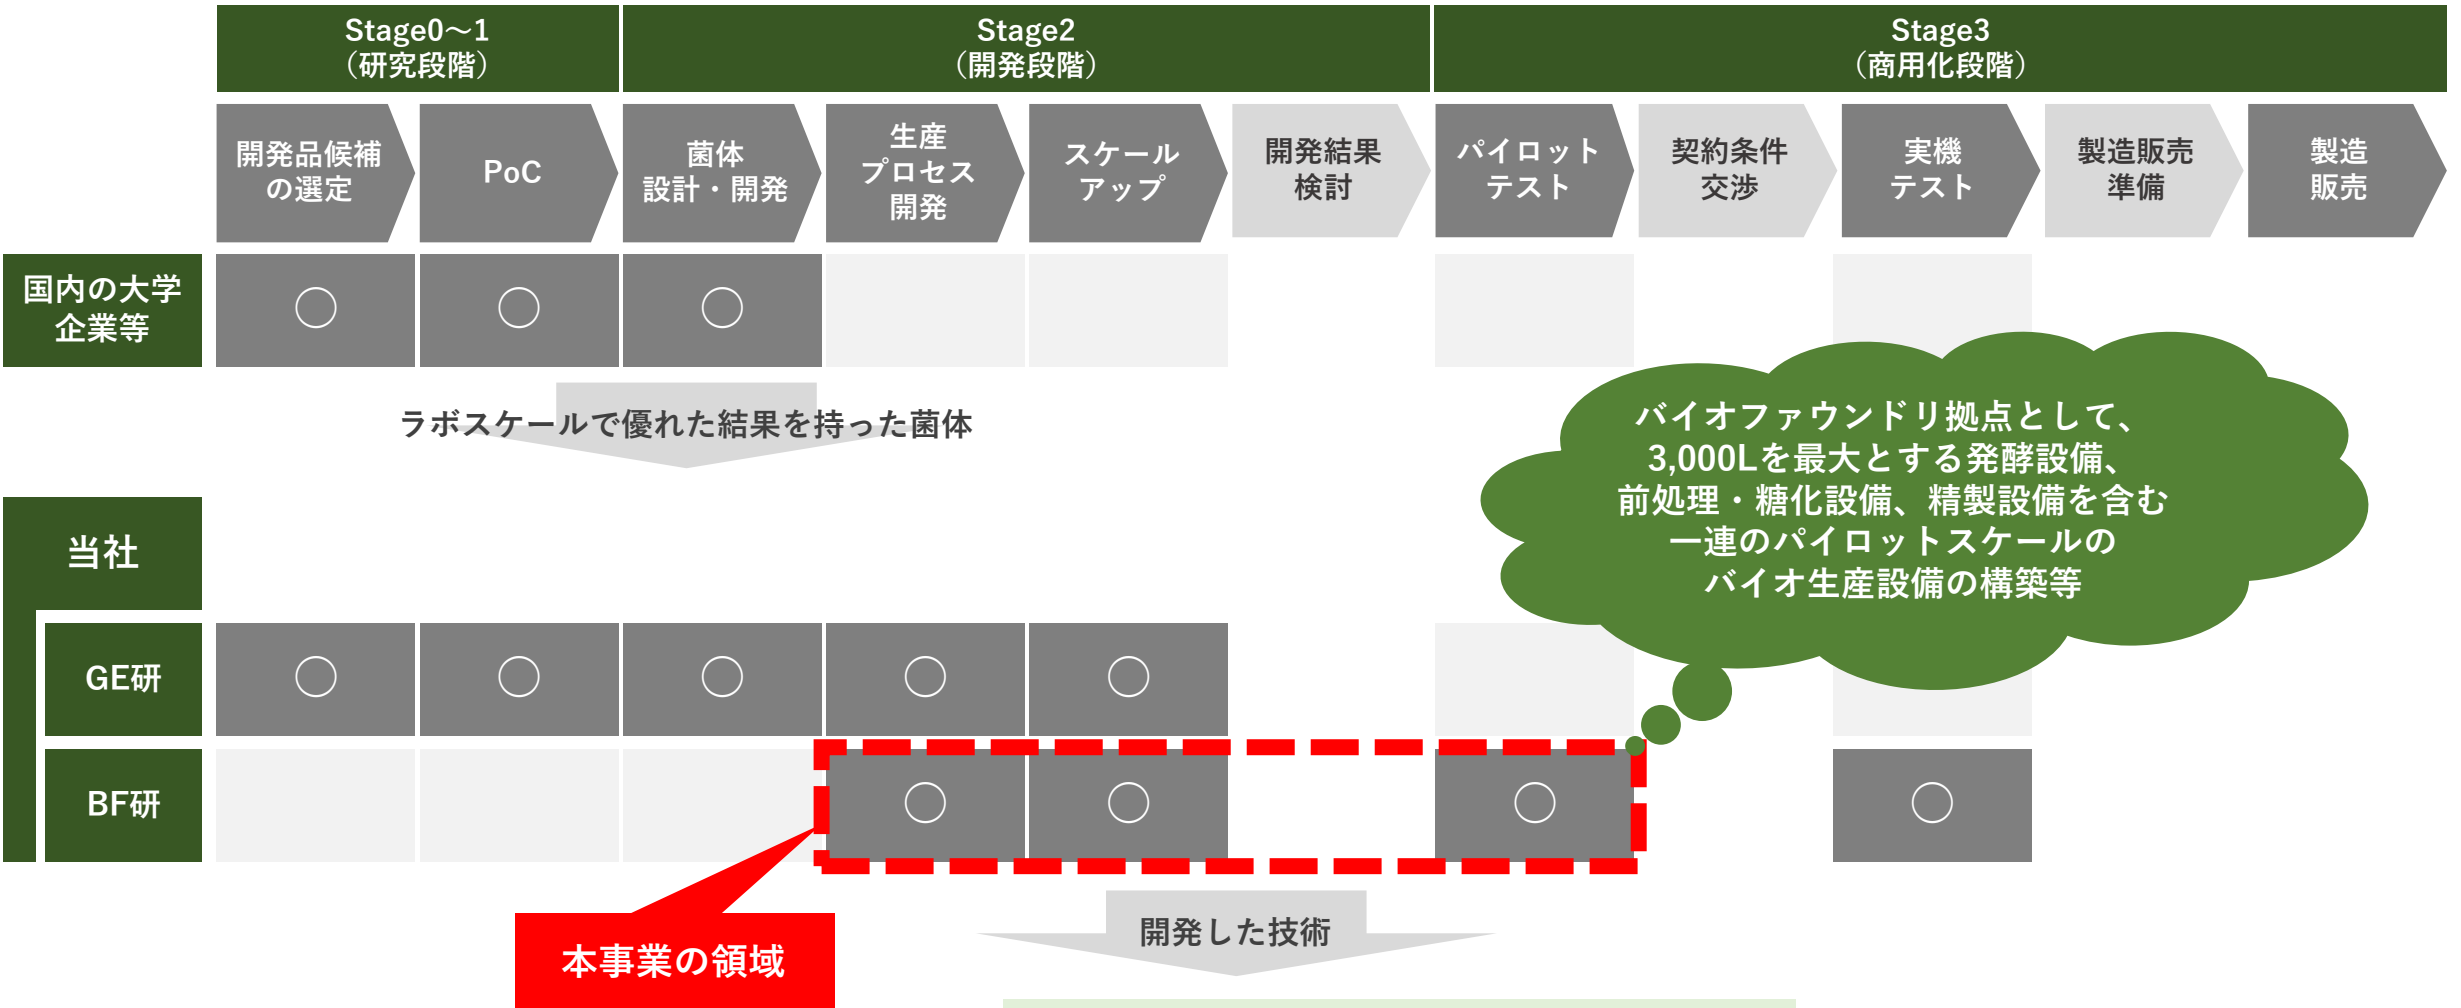 Stage0～1
（研究段階）
Stage2
（開発段階）
Stage3
（商用化段階）
開発品候補
の選定
PoC
菌体
設計・開発
生産
プロセス
開発
スケール
アップ
開発結果
検討
パイロット
テスト
契約条件
交渉
実機
テスト
製造販売
準備
製造
販売
国内の大学
企業等
〇
〇
〇
ラボスケールで優れた結果を持った菌体
バイオファウンドリ拠点として、
3,000Lを最大とする発酵設備、
前処理・糖化設備、精製設備を含む
一連のパイロットスケールの
バイオ生産設備の構築等
当社
GE研
〇
〇
〇
〇
〇
BF研
〇
〇
〇
〇
本事業の領域
開発した技術